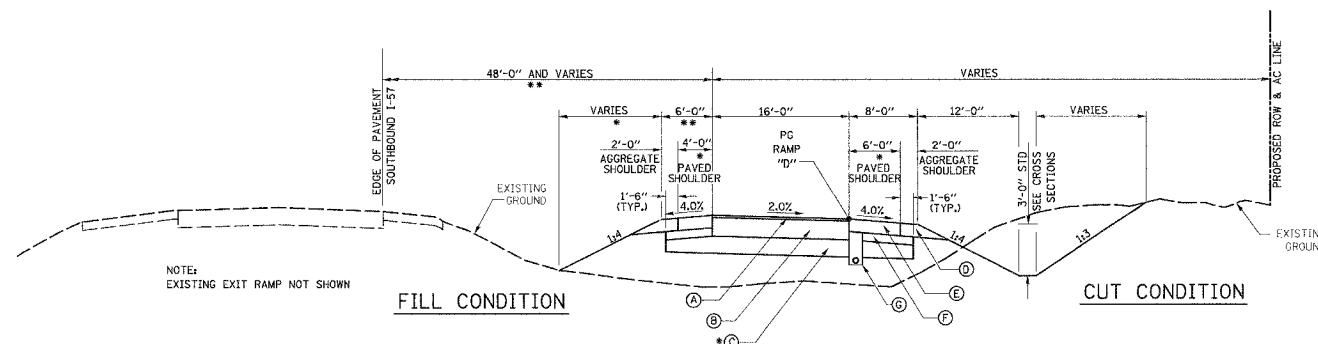 48'-0" AND VARIES
**
VARIES
EDGE OF PAVEMENT
SOUTHBOUND I-57
VARIES
*
6'-0"
**
16'-0"
8'-0"
12'-0"
VARIES
2'-0"
AGGREGATE
SHOULDER
4'-0"
*
PAVED
SHOULDER
PG
RAMP
"D"
6'-0"
*
PAVED
SHOULDER
2'-0"
AGGREGATE
SHOULDER
3'-0" STD
SEE CROSS
SECTIONS
PROPOSED ROW & AC LINE
1'-6"
(TYP.)
1'-6"
(TYP.)
EXISTING
GROUND
4.0%
2.0%
4.0%
1:4
1:4
1:3
EXISTIN
GROUN
NOTE:
EXISTING EXIT RAMP NOT SHOWN
FILL CONDITION
CUT CONDITION
A
B
*C
G
F
E
D